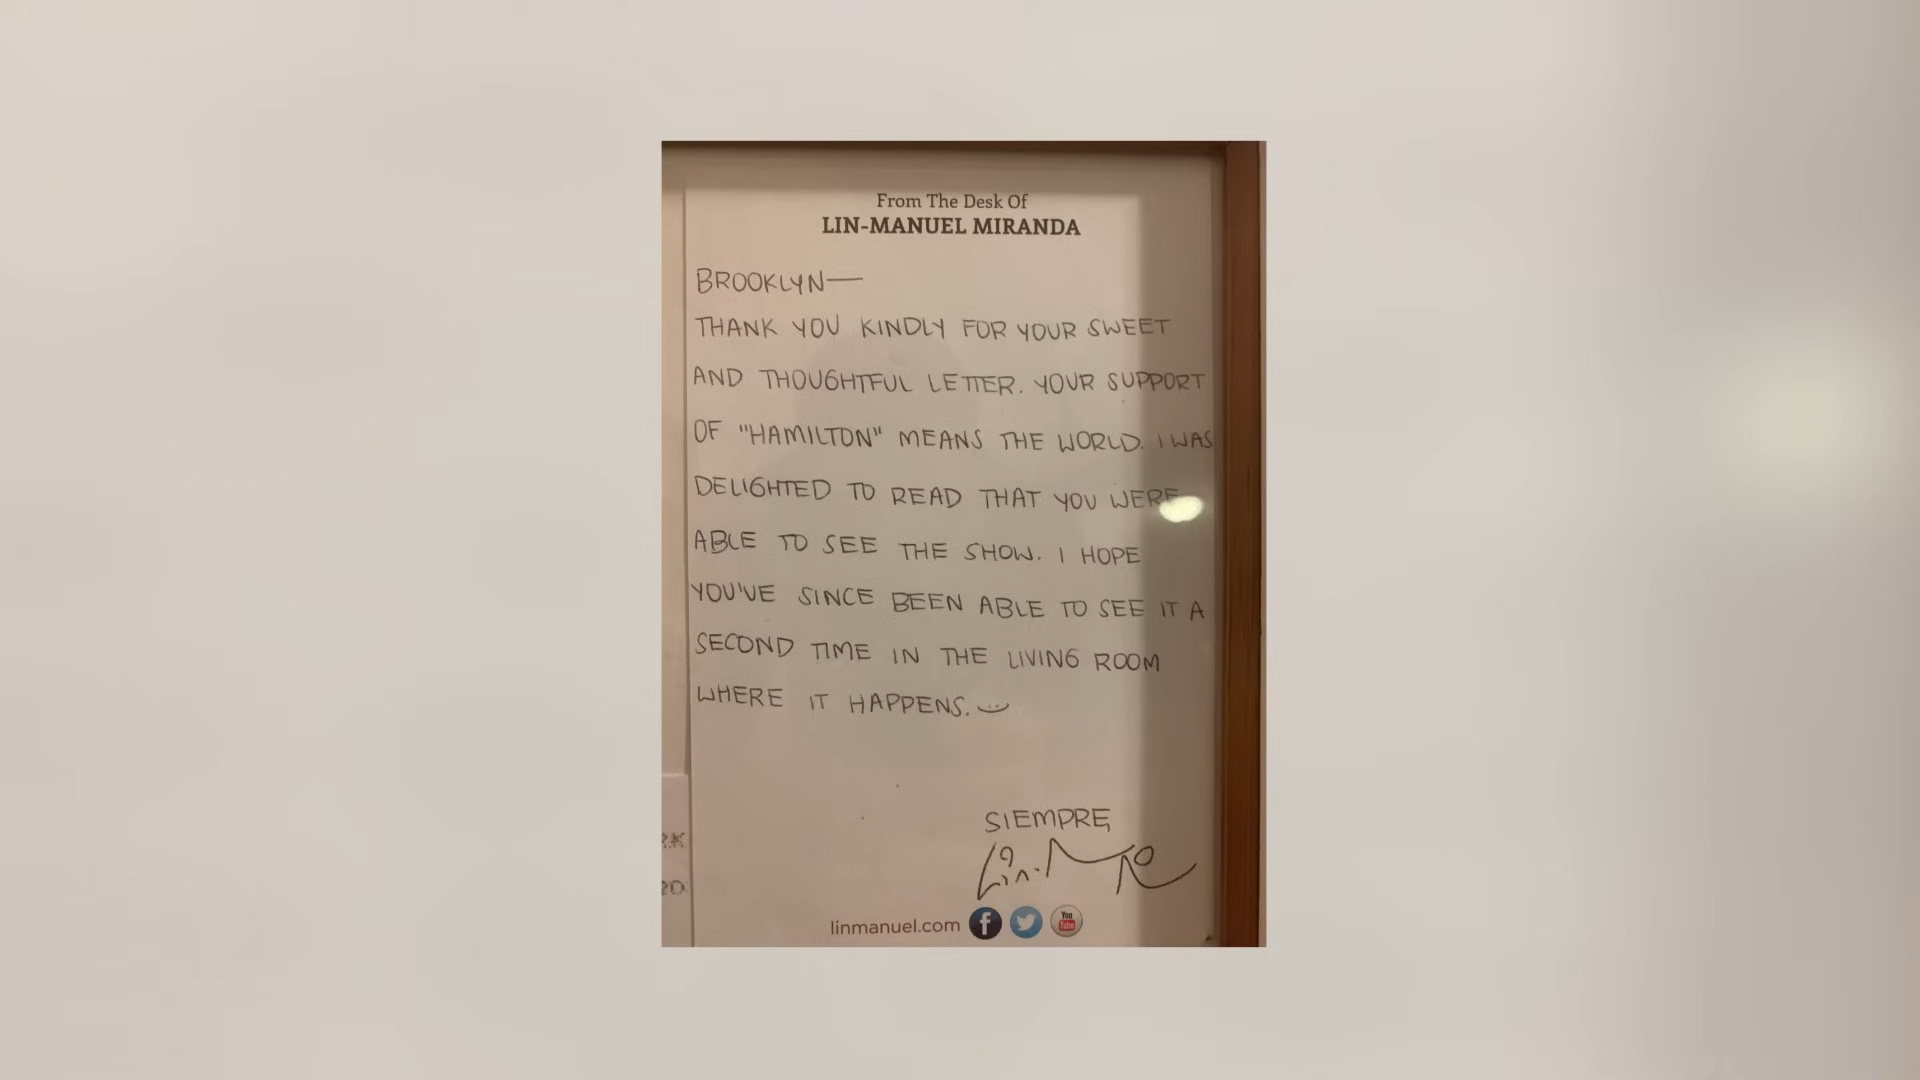 From The Desk Of
LIN-MANUEL MIRANDA
BROOKLYN—
THANK YOU KINDLY FOR YOUR SWEET
AND THOUGHTFUL LETTER. YOUR SUPPORT
OF "HAMILTON" MEANS THE WORLD. I WAS
DELIGHTED TO READ THAT YOU WERE
ABLE TO SEE THE SHOW. I HOPE
YOU'VE SINCE BEEN ABLE TO SEE IT A
SECOND TIME IN THE LIVING ROOM
WHERE IT HAPPENS.
SIEMPRE,
Lin-M
linmanuel.com f You Tube